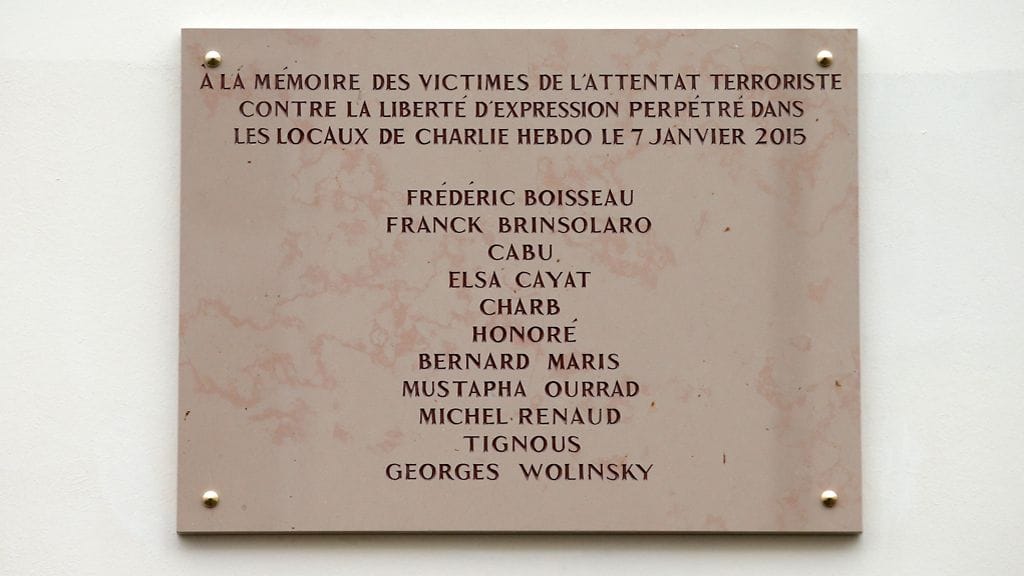 À LÁ MÉMOIRE DES VICTIMES DE L'ATTENTAT TERRORISTE
CONTRE LA LIBERTÉ D'EXPRESSION PERPÉTRÉ DANS
LES LOCAUX DE CHARLIE HEBDO LE 7 JANVIER 2015
FRÉDÉRIC BOISSEAU
FRANCK BRINSOLARO
CABU
ELSA CAYAT
CHARB
HONORÉ
BERNARD MARIS
MUSTAPHA OURRAD
MICHEL RENAUD
TIGNOUS
GEORGES WOLINSKY